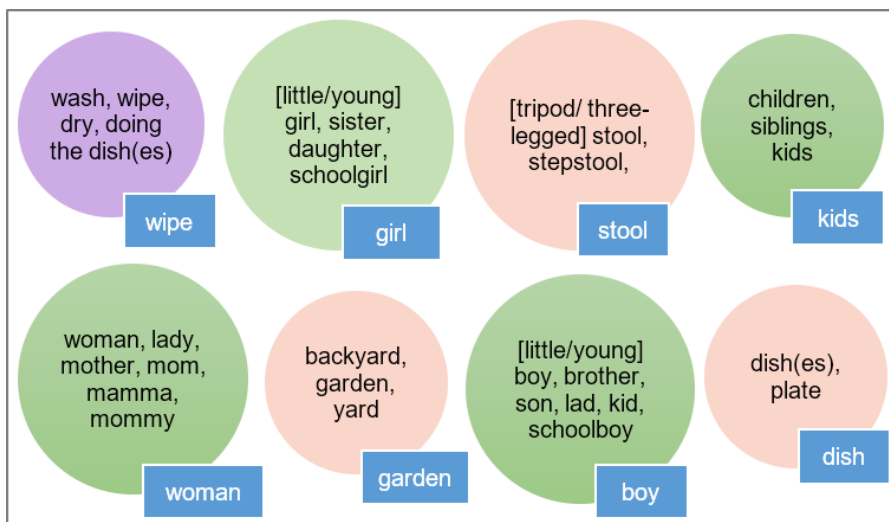 wash, wipe,
dry, doing
the dish(es)
wipe
[little/young]
girl, sister,
daughter,
schoolgirl
girl
[tripod/ three-
legged] stool,
stepstool,
stool
children,
siblings,
kids
kids
woman, lady,
mother, mom,
mamma,
mommy
woman
backyard,
garden,
yard
garden
[little/young]
boy, brother,
son, lad, kid,
schoolboy
boy
dish(es),
plate
dish